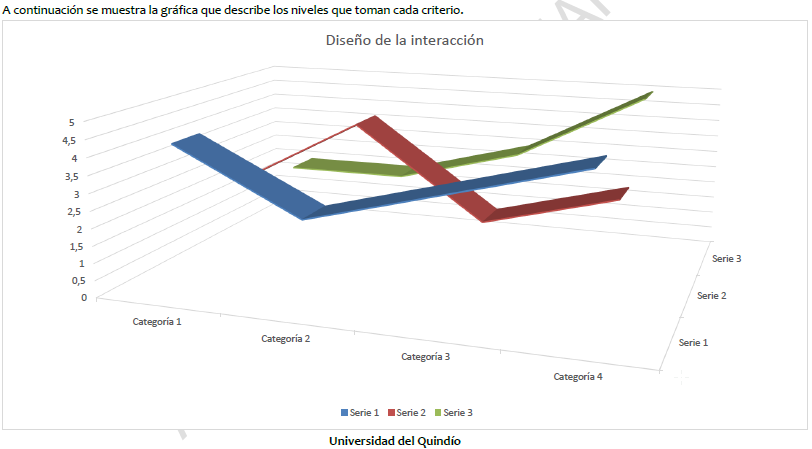 A continuación se muestra la gráfica que describe los niveles que toman cada criterio.
Diseño de la interacción
5
4,5
4
3,5
3
2,5
2
1,5
1
0,5
0
Categoría 1
Categoría 2
Categoría 3
Categoría 4
Serie 3
Serie 2
Serie 1
Serie 1 Serie 2 Serie 3
Universidad del Quindío